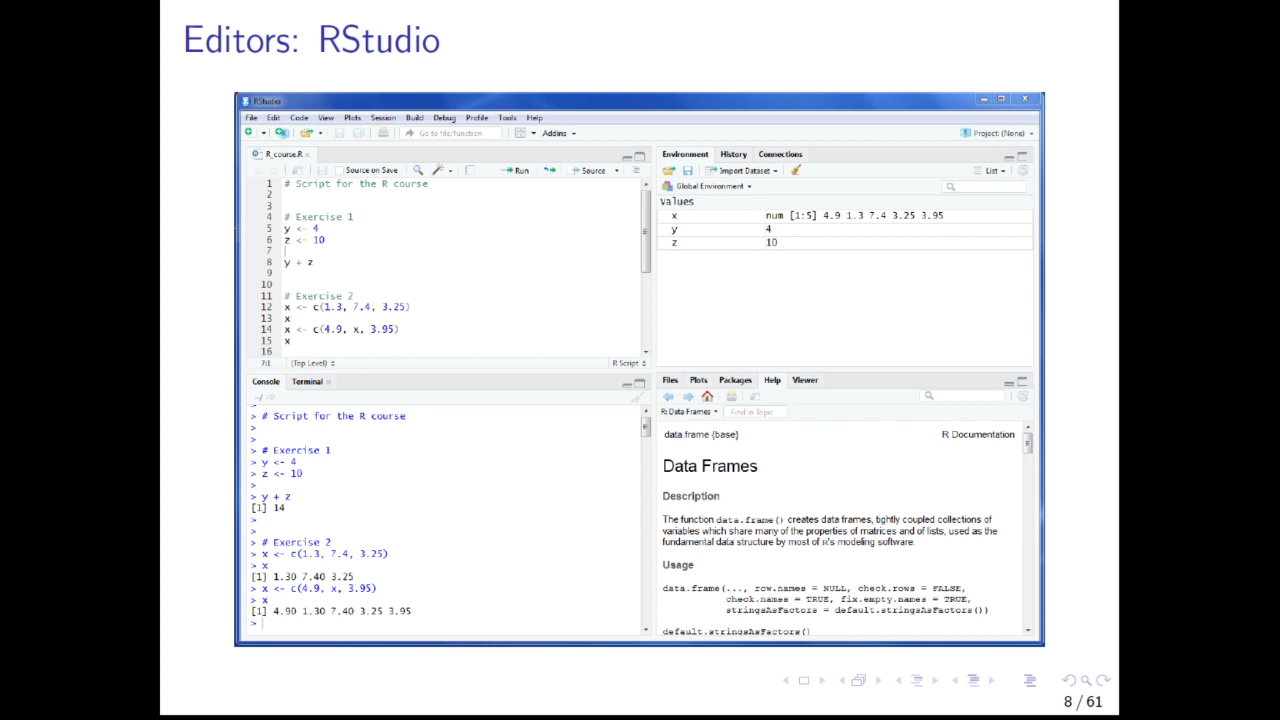 Editors: RStudio
RStudio
File Edit Code View Plots Session Build Debug Profile Tools Help
Go to file/function Addins Project: (None)
R_course.R
Source on Save Run Source
1 # Script for the R course
2
3
4 # Exercise 1
5 y <- 4
6 z <- 10
7
8 y + z
9
10
11 # Exercise 2
12 x <- c(1.3, 7.4, 3.25)
13 x
14 x <- c(4.9, x, 3.95)
15 x
16
7:1 (Top Level) R Script
Console Terminal
~/
>
> # Script for the R course
>
>
> # Exercise 1
> y <- 4
> z <- 10
>
> y + z
[1] 14
>
>
> # Exercise 2
> x <- c(1.3, 7.4, 3.25)
> x
[1] 1.30 7.40 3.25
> x <- c(4.9, x, 3.95)
> x
[1] 4.90 1.30 7.40 3.25 3.95
>
Environment History Connections
Import Dataset List
Global Environment
Values
x num [1:5] 4.9 1.3 7.4 3.25 3.95
y 4
z 10
Files Plots Packages Help Viewer
R: Data Frames Find in Topic
data.frame {base} R Documentation
Data Frames
Description
The function data.frame() creates data frames, tightly coupled collections of
variables which share many of the properties of matrices and of lists, used as the
fundamental data structure by most of R's modeling software.
Usage
data.frame(..., row.names = NULL, check.rows = FALSE,
check.names = TRUE, fix.empty.names = TRUE,
stringsAsFactors = default.stringsAsFactors())
default.stringsAsFactors()
8 / 61